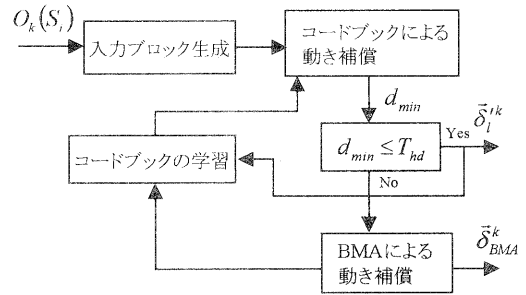 O_k(S_i)
入力ブロック生成
コードブックによる
動き補償
d_min
d_min ≤ T_hd
Yes
δ⃗_l'^k
コードブックの学習
No
BMAによる
動き補償
δ⃗_BMA^k